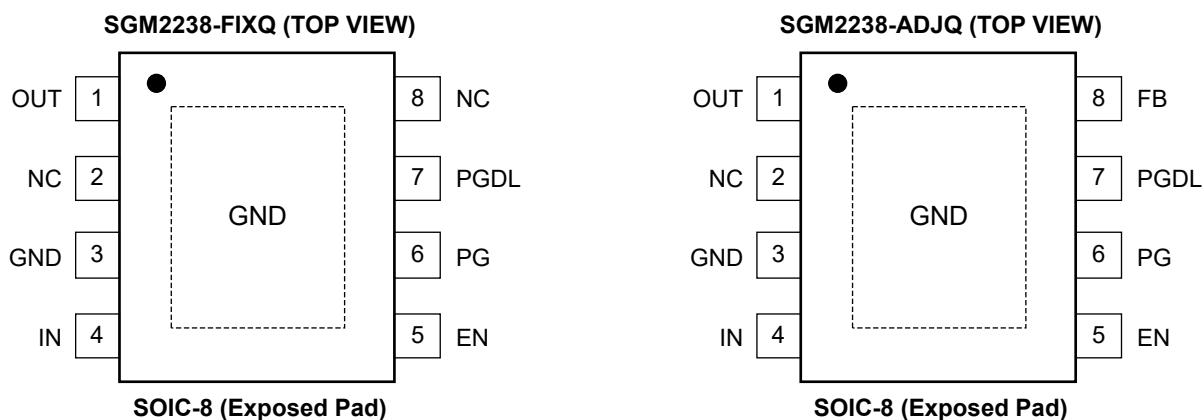 SGM2238-FIXQ (TOP VIEW)
OUT 1 8 NC
NC 2 7 PGDL
GND
GND 3 6 PG
IN 4 5 EN
SOIC-8 (Exposed Pad)
SGM2238-ADJQ (TOP VIEW)
OUT 1 8 FB
NC 2 7 PGDL
GND
GND 3 6 PG
IN 4 5 EN
SOIC-8 (Exposed Pad)